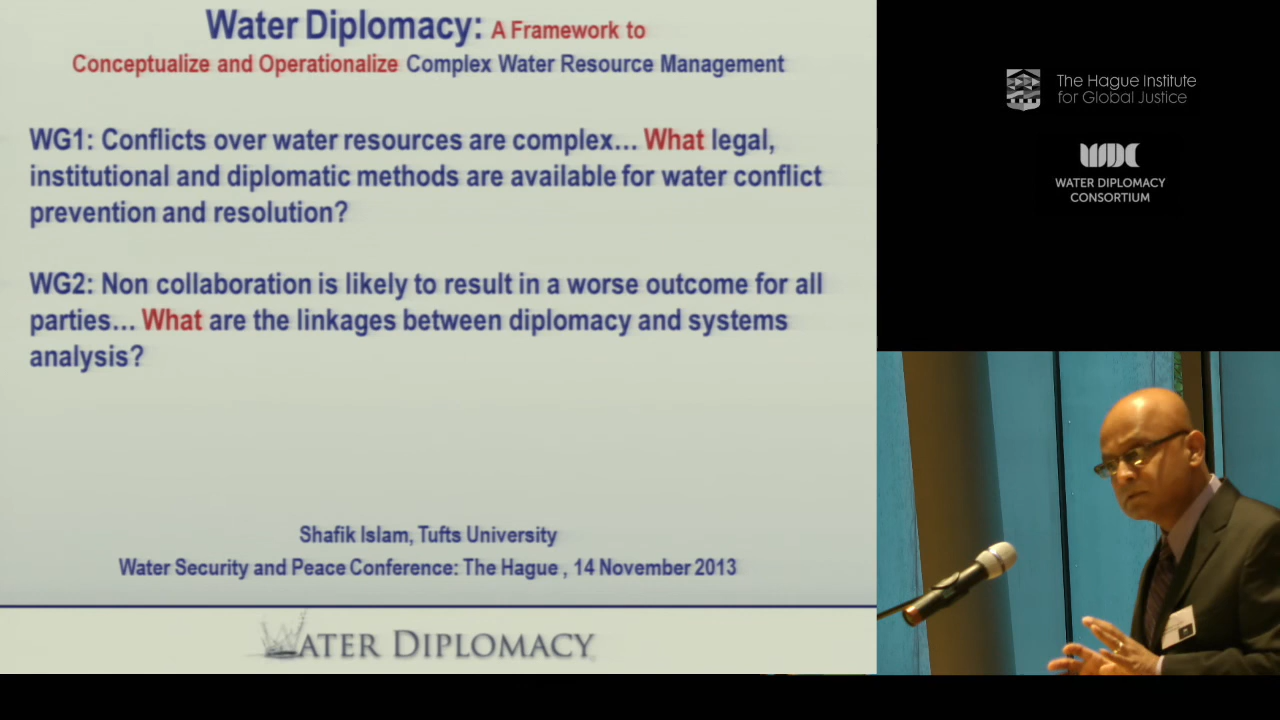 Water Diplomacy: A Framework to
Conceptualize and Operationalize Complex Water Resource Management
WG1: Conflicts over water resources are complex... What legal,
institutional and diplomatic methods are available for water conflict
prevention and resolution?
WG2: Non collaboration is likely to result in a worse outcome for all
parties... What are the linkages between diplomacy and systems
analysis?
Shafik Islam, Tufts University
Water Security and Peace Conference: The Hague , 14 November 2013
WATER DIPLOMACY
The Hague Institute
for Global Justice
WDC
WATER DIPLOMACY
CONSORTIUM